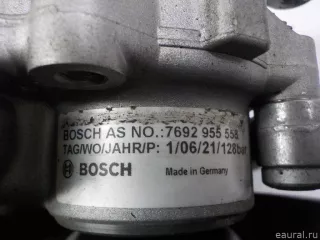 BOSCH AS NO.:7692 955 558
TAG/WO/JAHR/P: 1/06/21/128bar
BOSCH
Made in Germany
eaural.ru